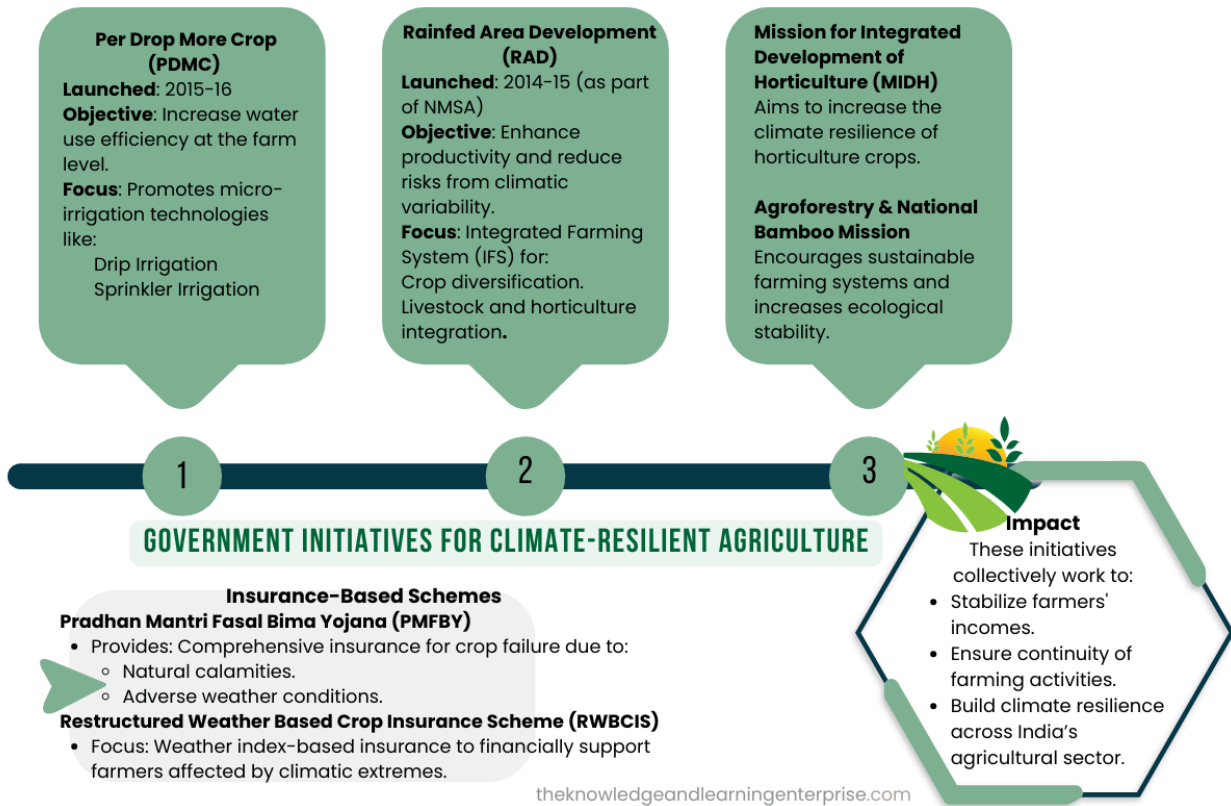 Per Drop More Crop
(PDMC)
Launched: 2015-16
Objective: Increase water
use efficiency at the farm
level.
Focus: Promotes micro-
irrigation technologies
like:
Drip Irrigation
Sprinkler Irrigation
Rainfed Area Development
(RAD)
Launched: 2014-15 (as part
of NMSA)
Objective: Enhance
productivity and reduce
risks from climatic
variability.
Focus: Integrated Farming
System (IFS) for:
Crop diversification.
Livestock and horticulture
integration.
Mission for Integrated
Development of
Horticulture (MIDH)
Aims to increase the
climate resilience of
horticulture crops.
Agroforestry & National
Bamboo Mission
Encourages sustainable
farming systems and
increases ecological
stability.
1
2
3
GOVERNMENT INITIATIVES FOR CLIMATE-RESILIENT AGRICULTURE
Insurance-Based Schemes
Pradhan Mantri Fasal Bima Yojana (PMFBY)
• Provides: Comprehensive insurance for crop failure due to:
◦ Natural calamities.
◦ Adverse weather conditions.
Restructured Weather Based Crop Insurance Scheme (RWBCIS)
• Focus: Weather index-based insurance to financially support
farmers affected by climatic extremes.
Impact
These initiatives
collectively work to:
• Stabilize farmers'
incomes.
• Ensure continuity of
farming activities.
• Build climate resilience
across India's
agricultural sector.
theknowledgeandlearningenterprise.com